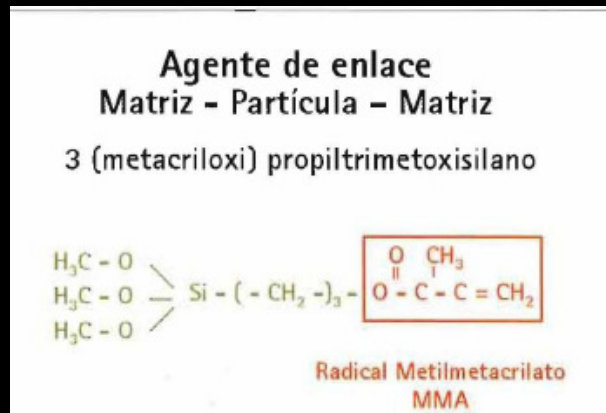 Agente de enlace
Matriz - Partícula – Matriz
3 (metacriloxi) propiltrimetoxisilano
O CH₃
H₃C - O
H₃C - O Si - ( - CH₂ -)₃ - O - C - C = CH₂
H₃C - O
Radical Metilmetacrilato
MMA